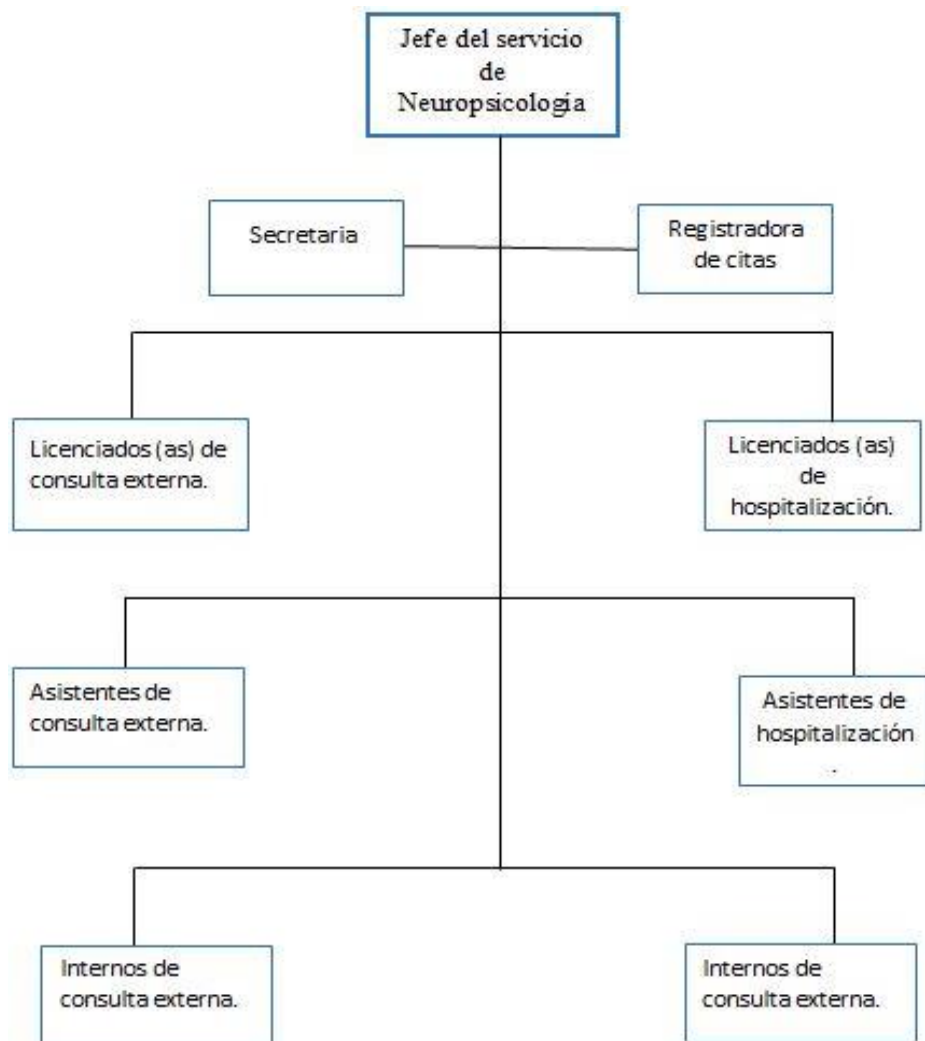 Jefe del servicio
de
Neuropsicología
Secretaria
Registradora
de citas
Licenciados (as) de
consulta externa.
Licenciados (as)
de
hospitalización.
Asistentes de
consulta externa.
Asistentes de
hospitalización
.
Internos de
consulta externa.
Internos de
consulta externa.